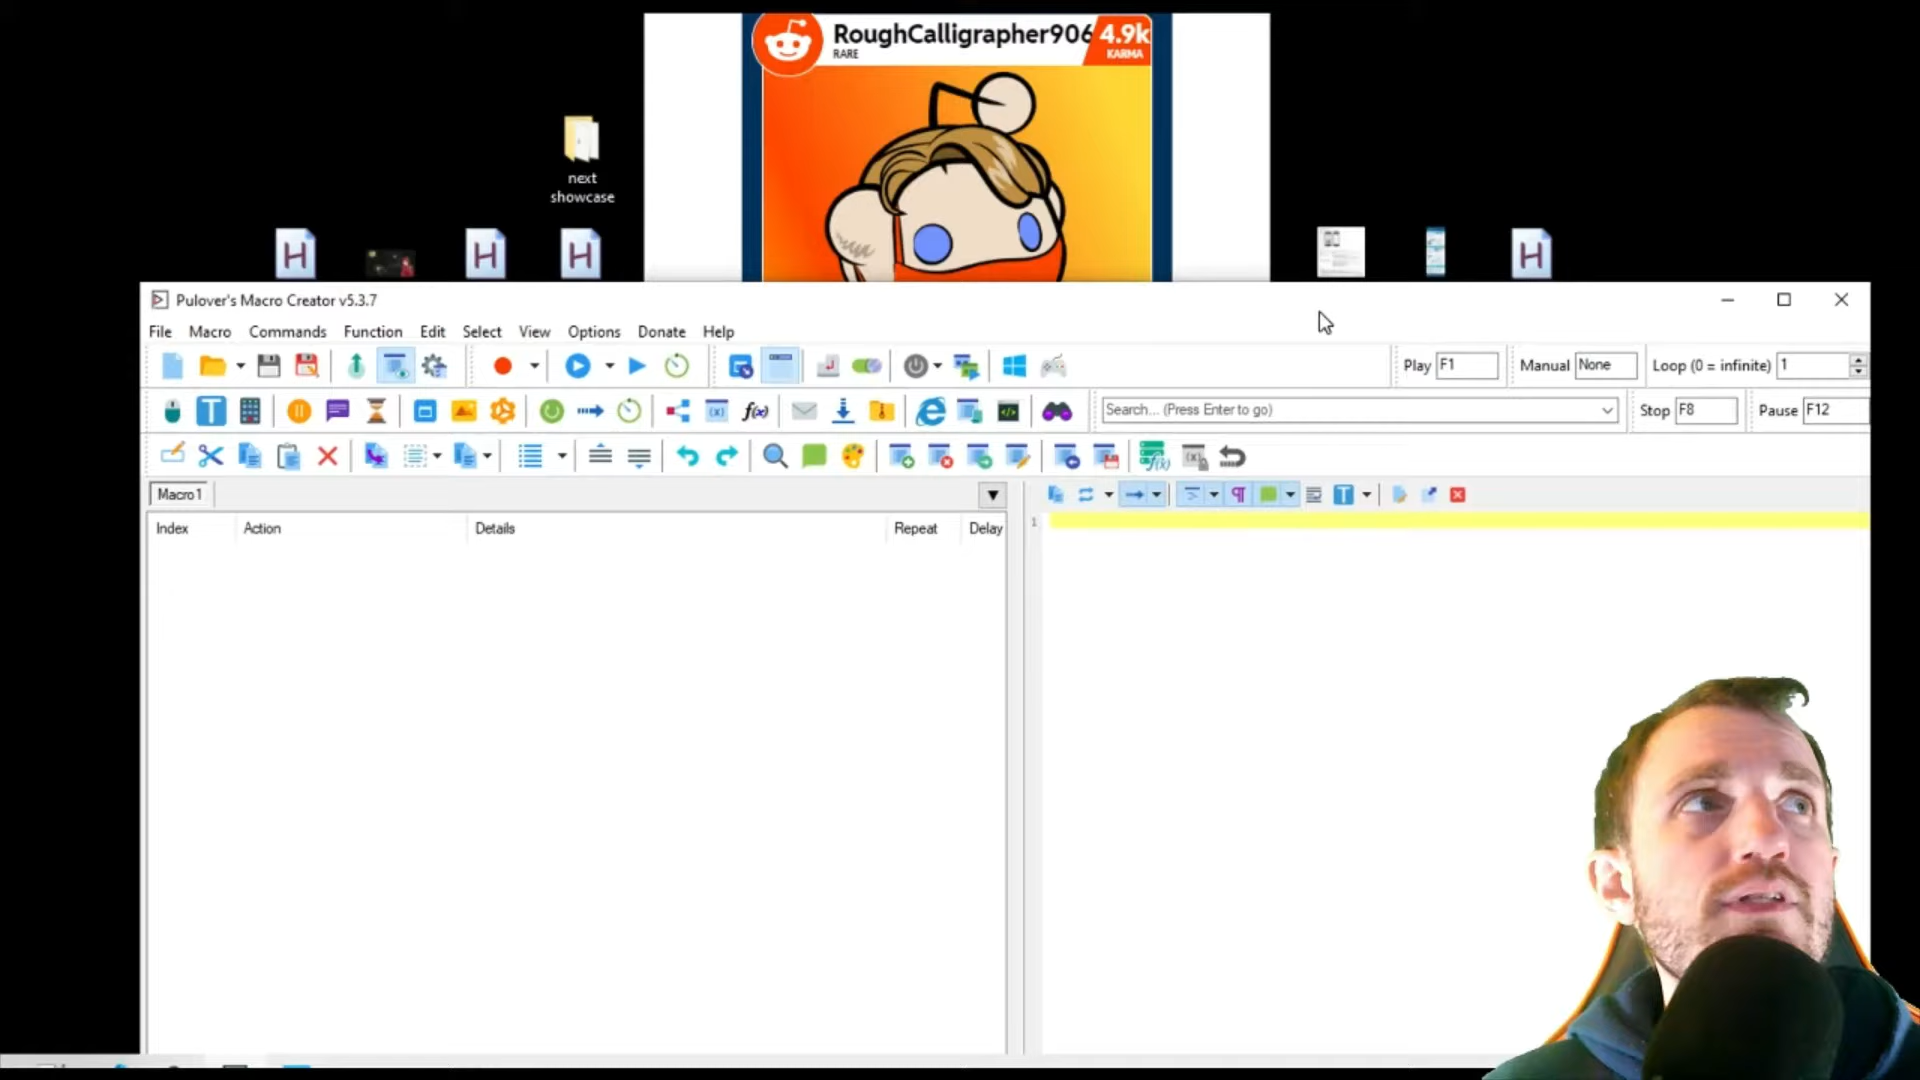 RoughCalligrapher906
RARE
4.9k
KARMA
next
showcase
H
H
H
H
Pulover's Macro Creator v5.3.7
File Macro Commands Function Edit Select View Options Donate Help
Play F1 Manual None Loop (0 = infinite) 1
T f(x) Search... (Press Enter to go) Stop F8 Pause F12
Macro1
Index Action Details Repeat Delay
1